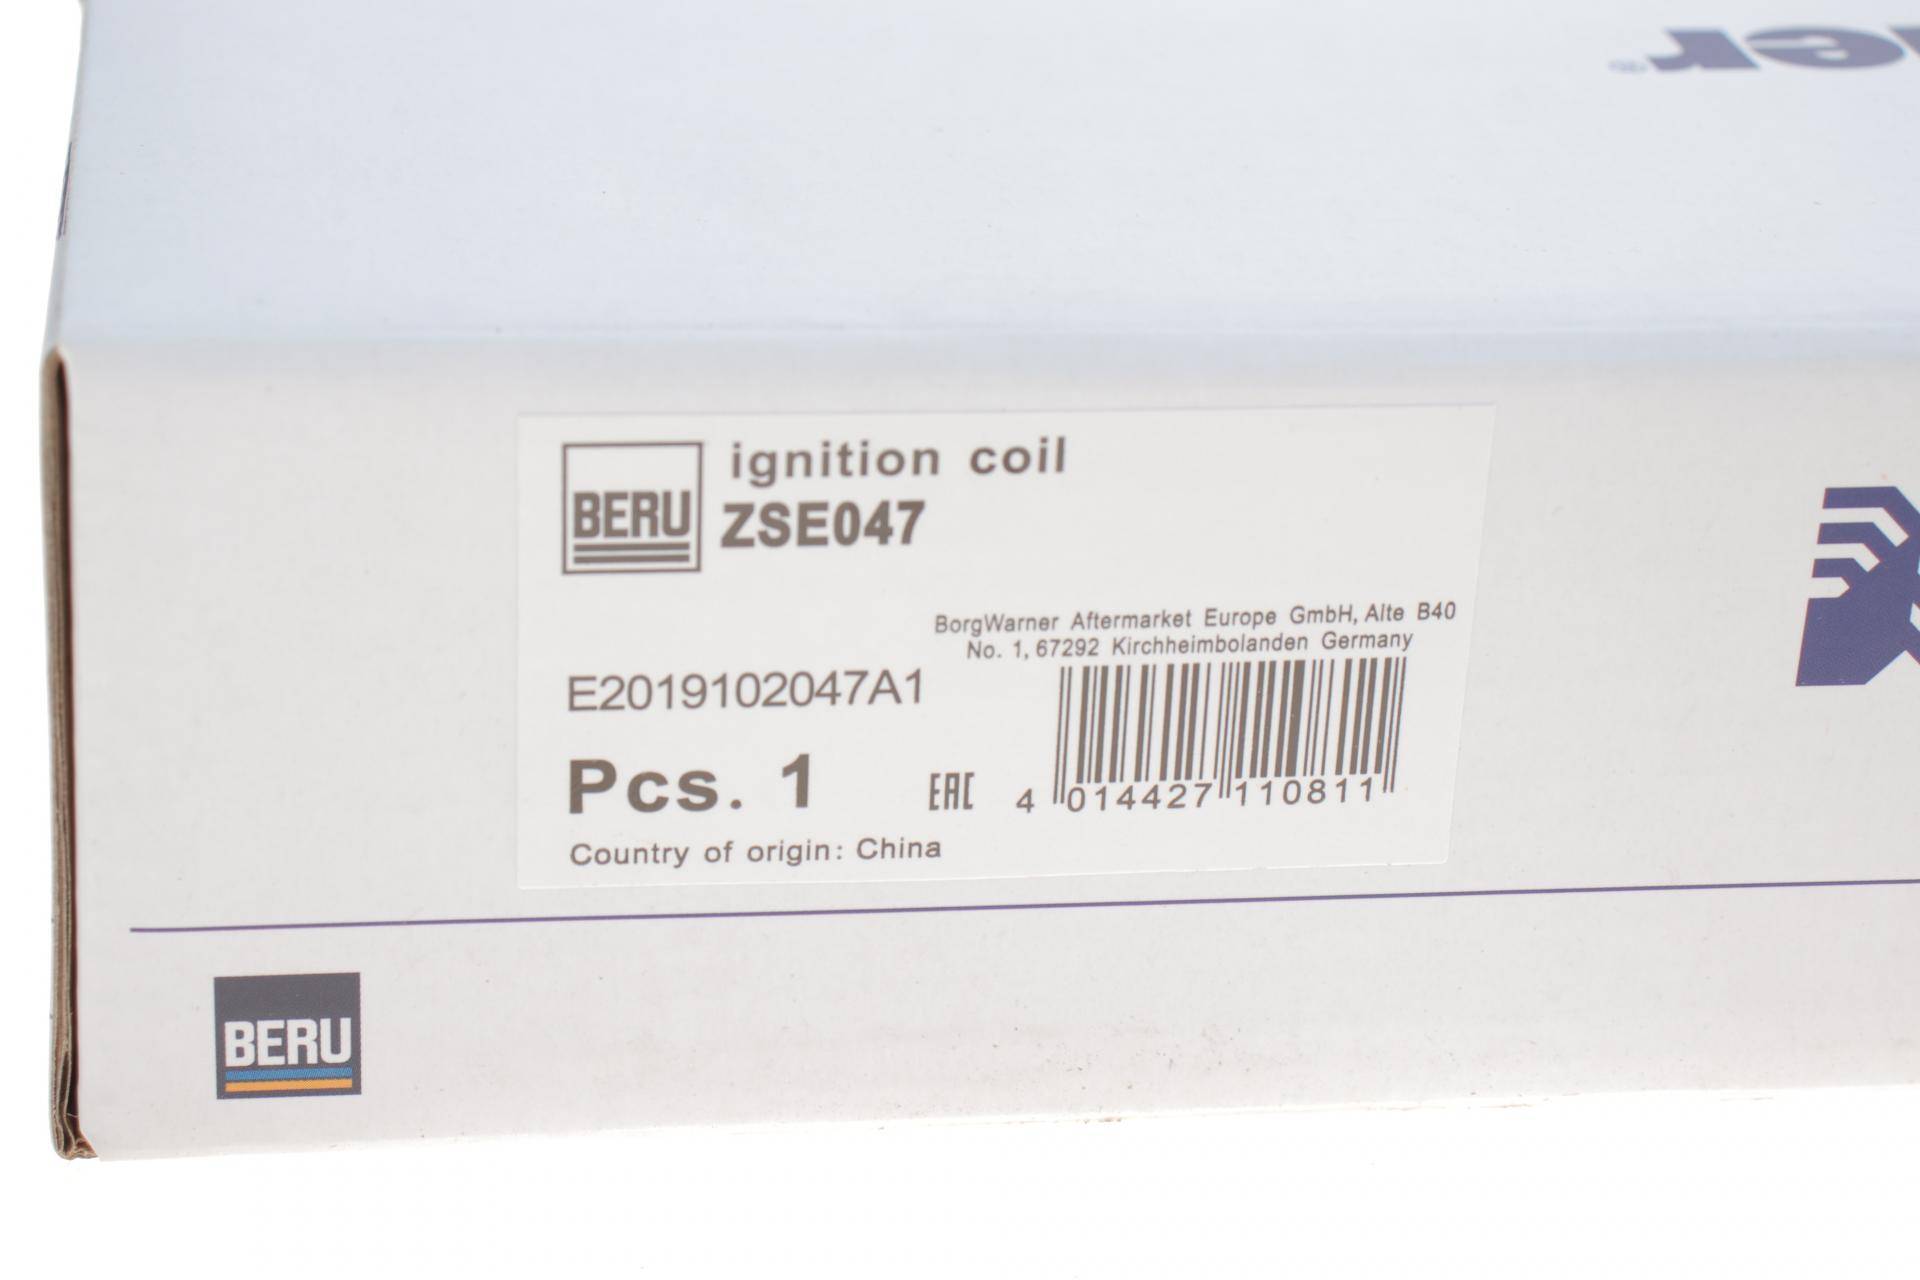 ignition coil
BERU
ZSE047
BorgWarner Aftermarket Europe GmbH, Alte B40
No. 1, 67292 Kirchheimbolanden Germany
E2019102047A1
Pcs. 1
EAC
4 014427 110811
Country of origin: China
BERU